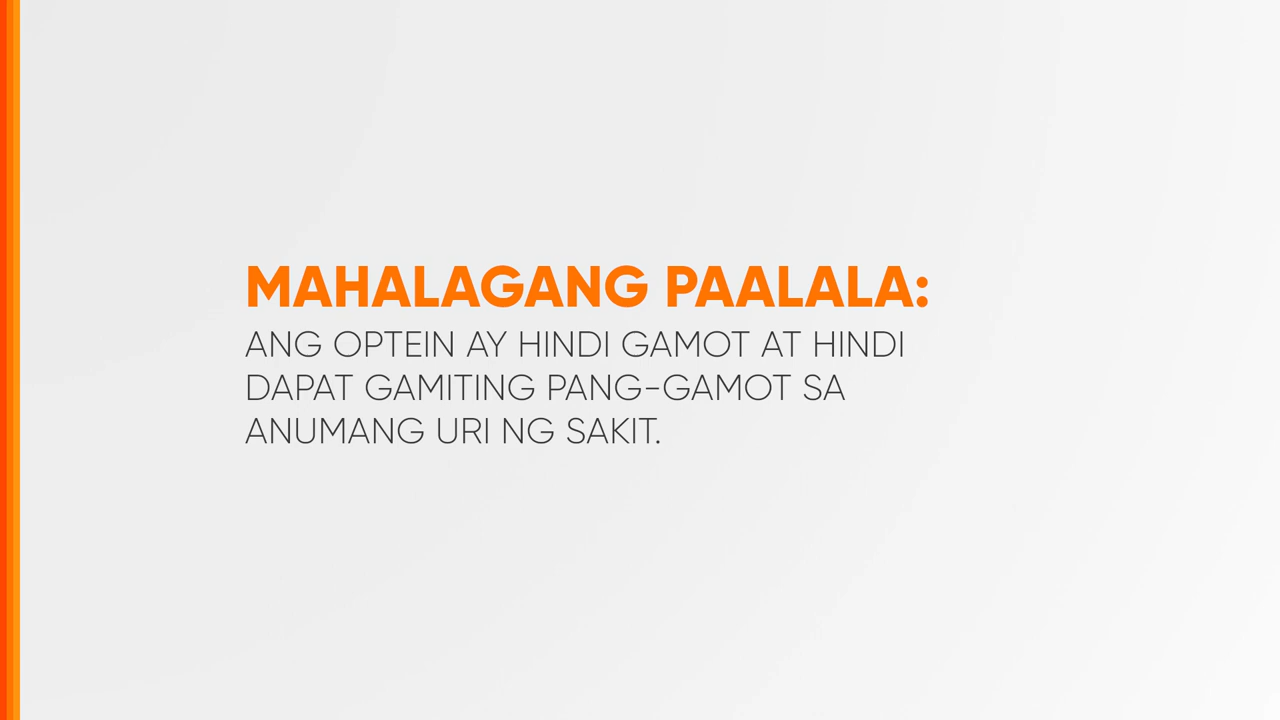 MAHALAGANG PAALALA:
ANG OPTEIN AY HINDI GAMOT AT HINDI
DAPAT GAMITING PANG-GAMOT SA
ANUMANG URI NG SAKIT.